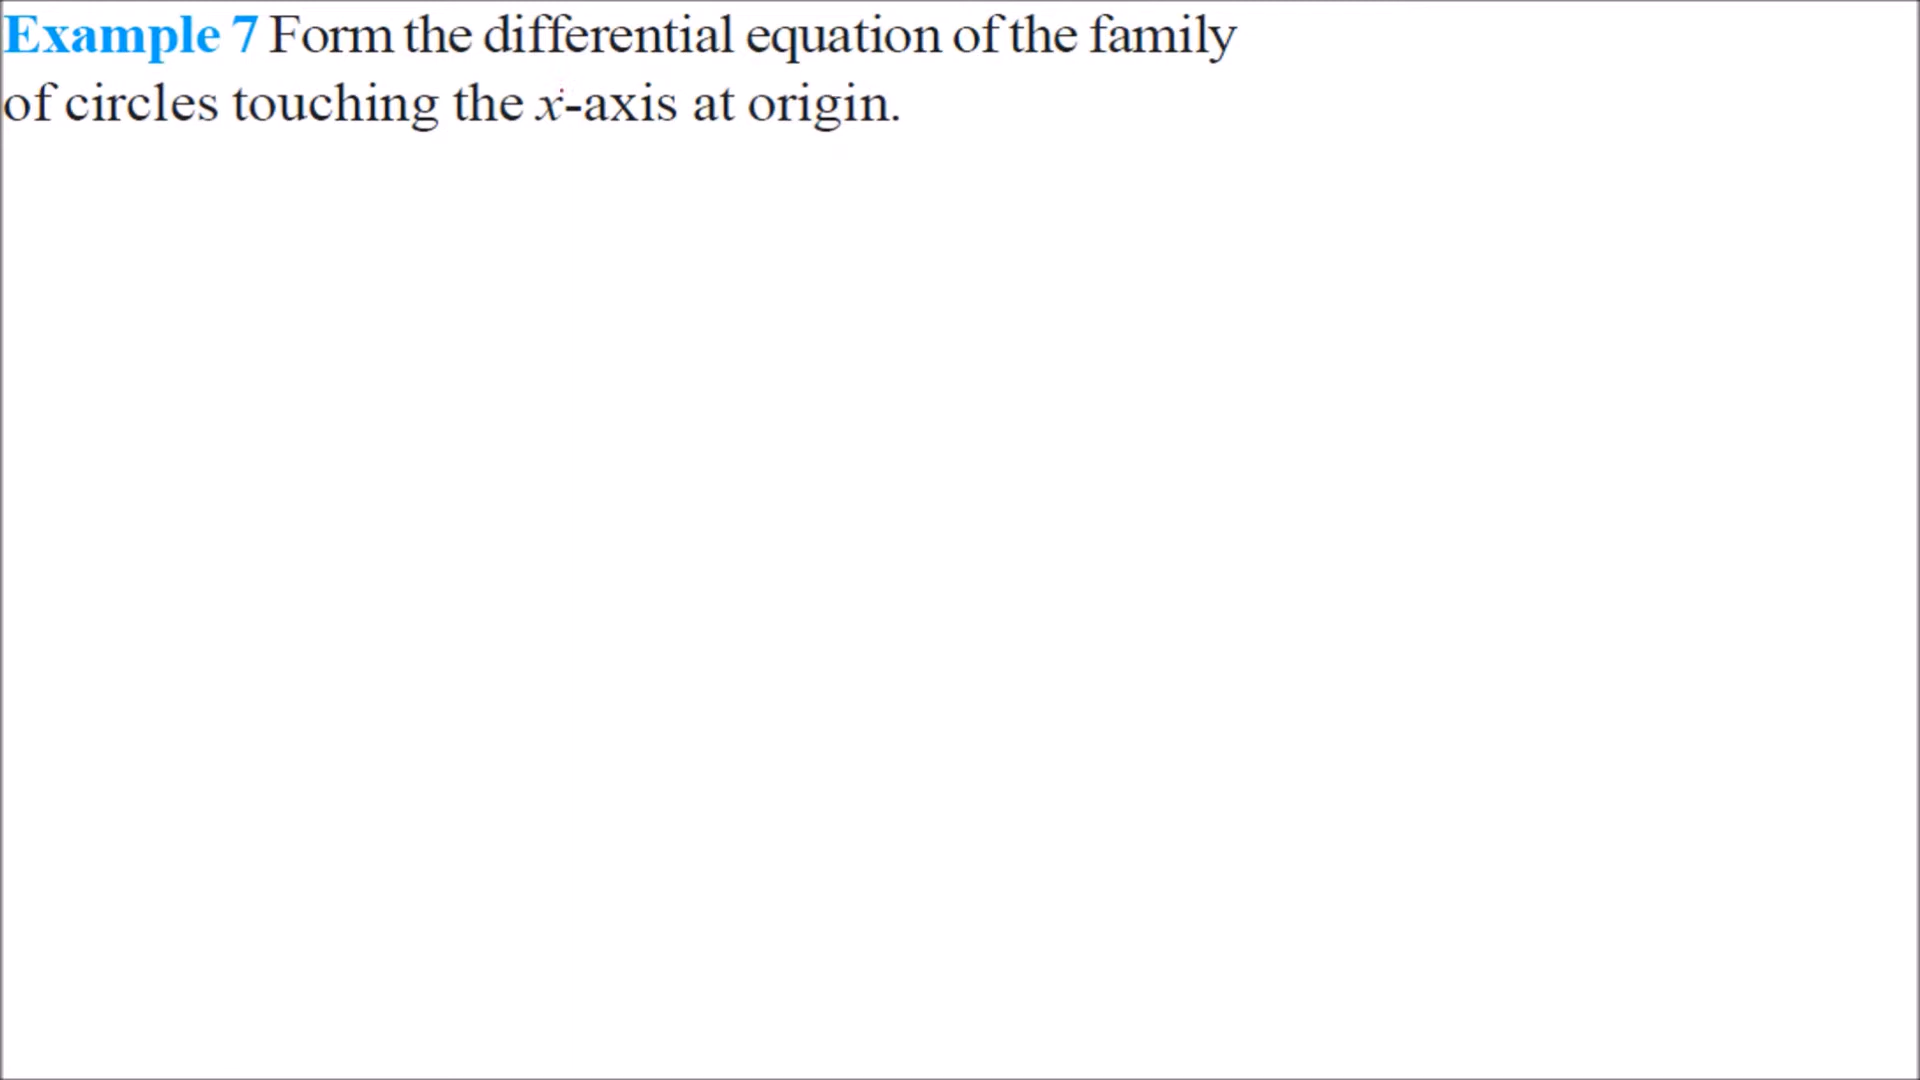 Example 7 Form the differential equation of the family
of circles touching the x-axis at origin.